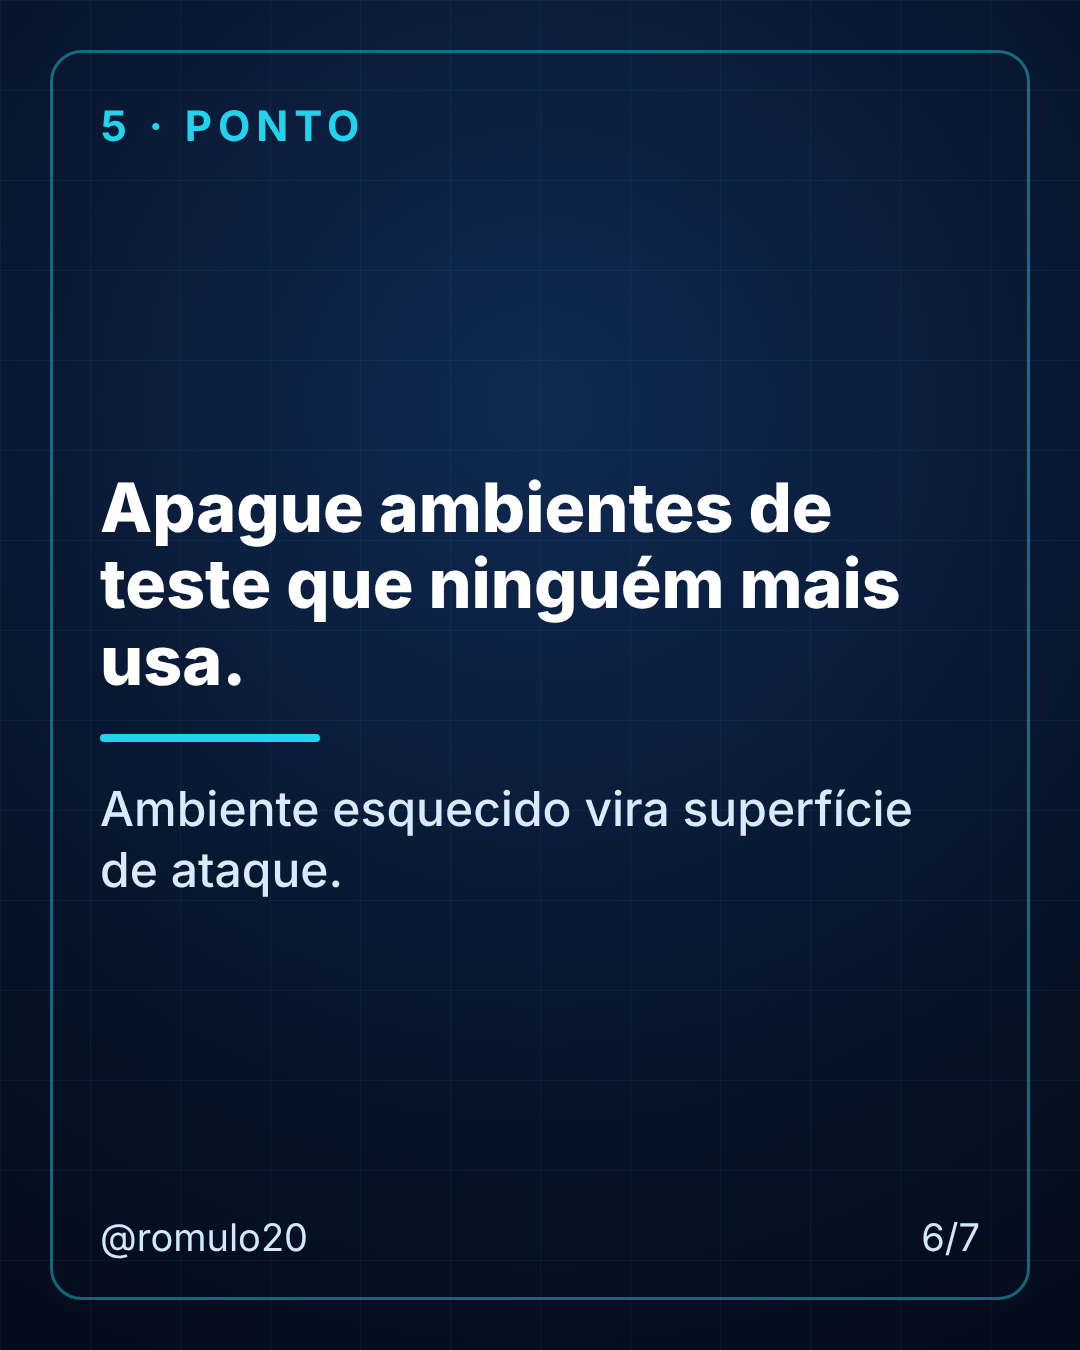 5 · PONTO
Apague ambientes de
teste que ninguém mais
usa.
Ambiente esquecido vira superfície
de ataque.
@romulo20
6/7